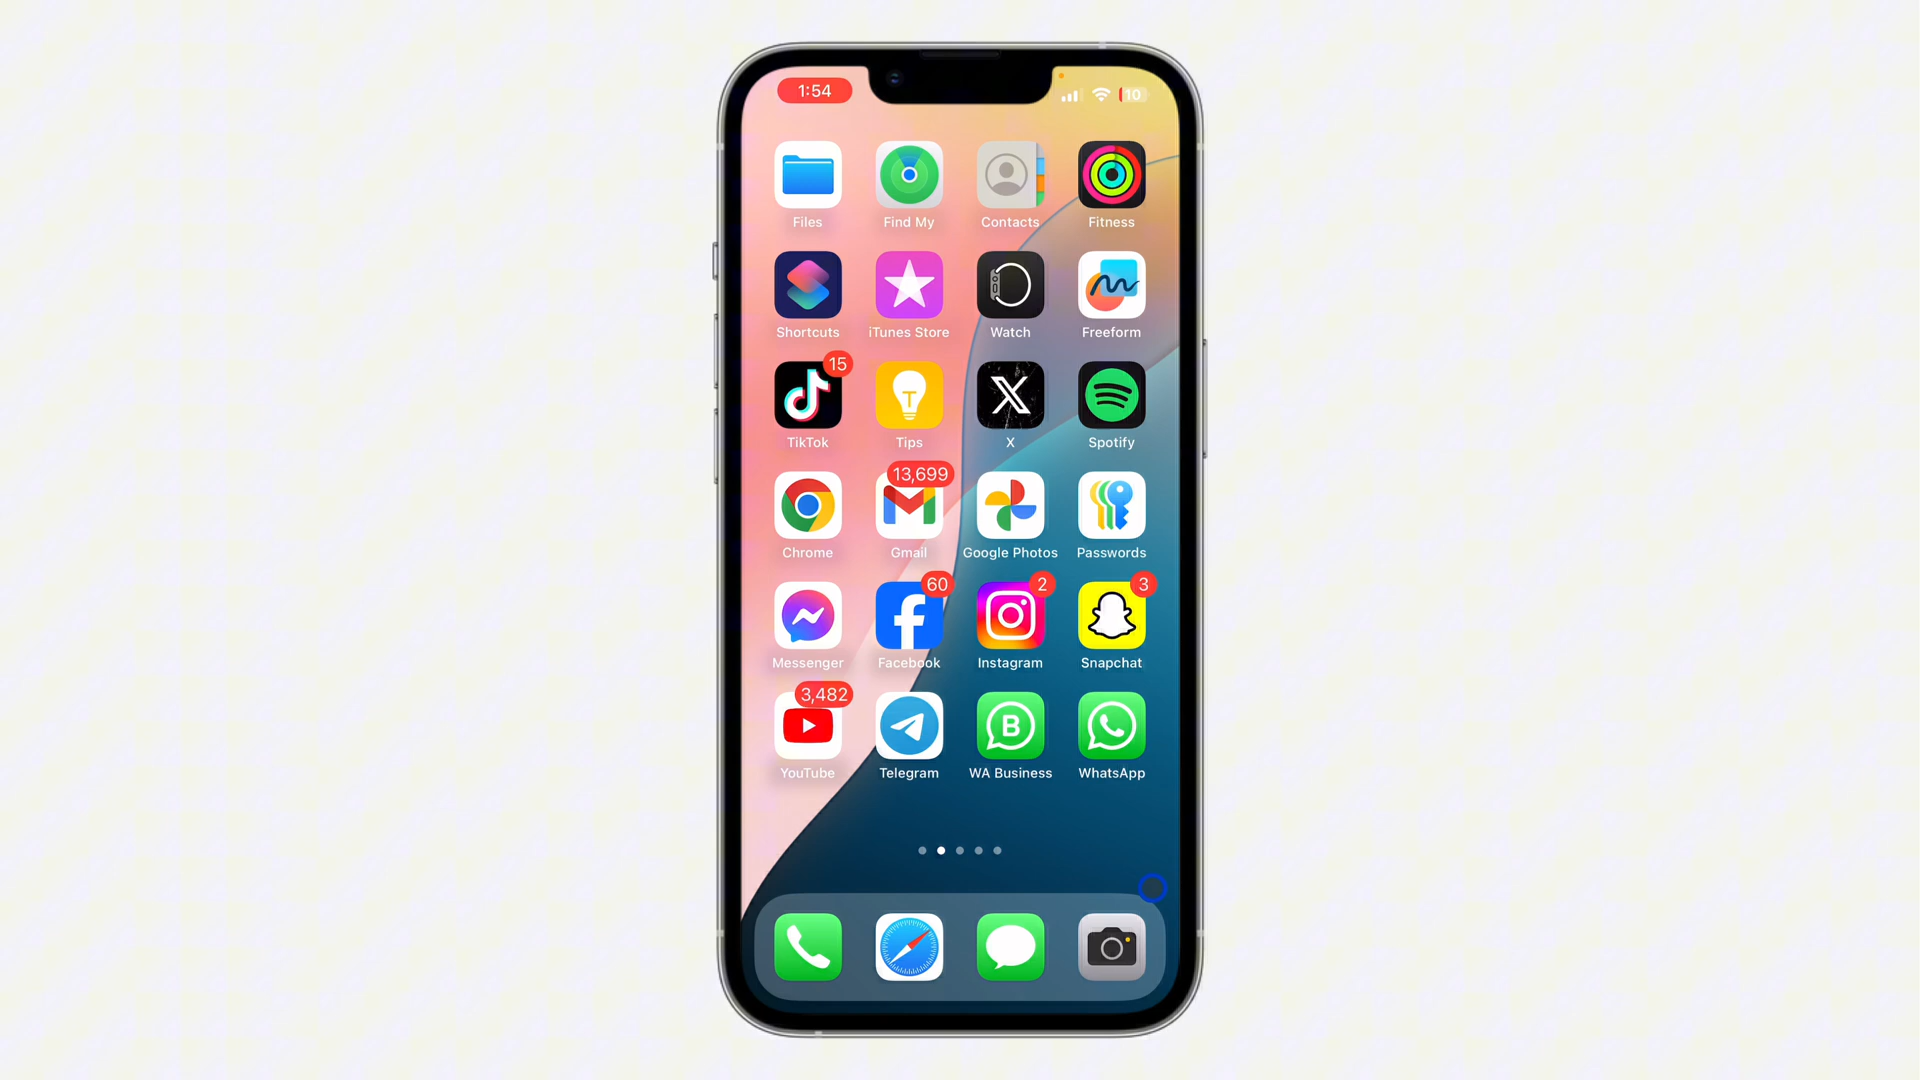 1:54
10
Files Find My Contacts Fitness
Shortcuts iTunes Store Watch Freeform
15
TikTok Tips X Spotify
13,699
Chrome Gmail Google Photos Passwords
60 2 3
Messenger Facebook Instagram Snapchat
3,482
YouTube Telegram WA Business WhatsApp